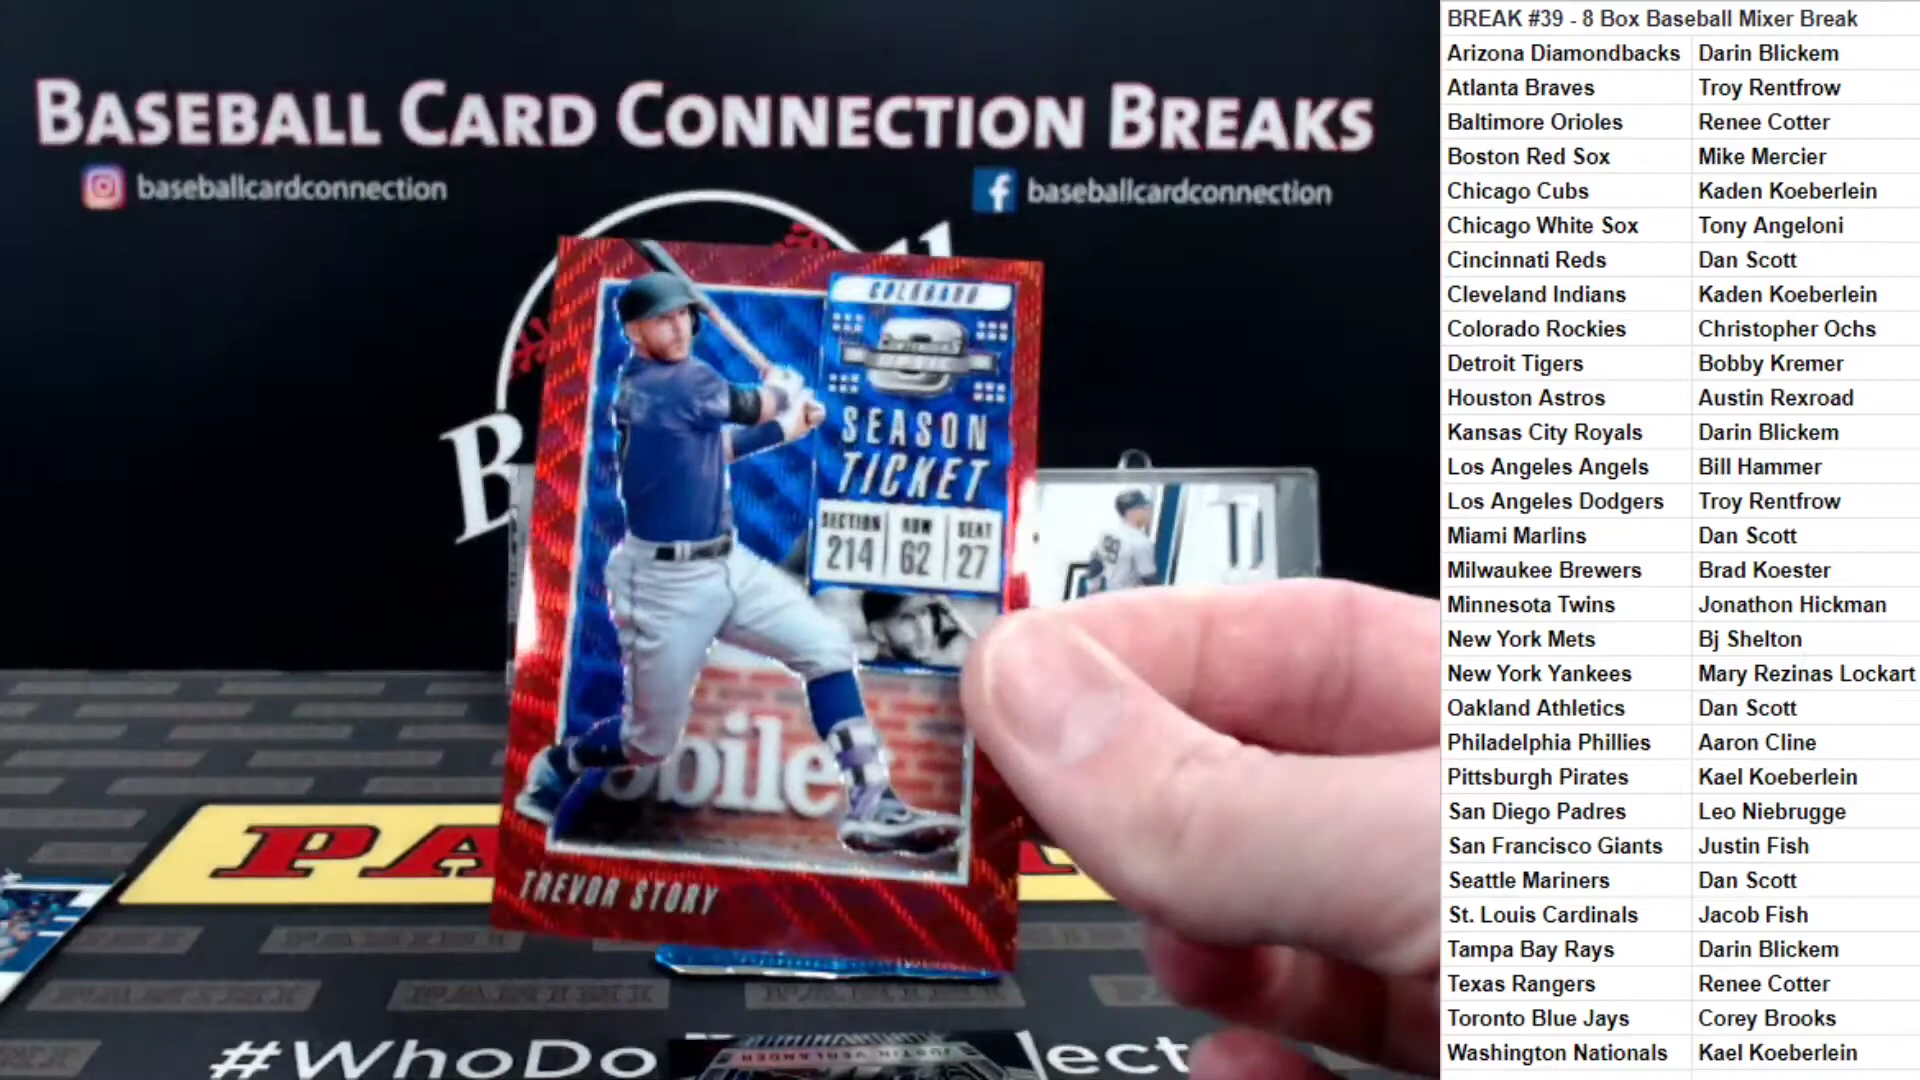 BASEBALL CARD CONNECTION BREAKS
baseballcardconnection
baseballcardconnection
COLORADO
SEASON
TICKET
SECTION ROW SEAT
214 62 27
obile
TREVOR STORY
PA
PANINI PANINI PANINI
#WhoDo
lect
JUSTIN VERLANDER
BREAK #39 - 8 Box Baseball Mixer Break
Arizona Diamondbacks Darin Blickem
Atlanta Braves Troy Rentfrow
Baltimore Orioles Renee Cotter
Boston Red Sox Mike Mercier
Chicago Cubs Kaden Koeberlein
Chicago White Sox Tony Angeloni
Cincinnati Reds Dan Scott
Cleveland Indians Kaden Koeberlein
Colorado Rockies Christopher Ochs
Detroit Tigers Bobby Kremer
Houston Astros Austin Rexroad
Kansas City Royals Darin Blickem
Los Angeles Angels Bill Hammer
Los Angeles Dodgers Troy Rentfrow
Miami Marlins Dan Scott
Milwaukee Brewers Brad Koester
Minnesota Twins Jonathon Hickman
New York Mets Bj Shelton
New York Yankees Mary Rezinas Lockart
Oakland Athletics Dan Scott
Philadelphia Phillies Aaron Cline
Pittsburgh Pirates Kael Koeberlein
San Diego Padres Leo Niebrugge
San Francisco Giants Justin Fish
Seattle Mariners Dan Scott
St. Louis Cardinals Jacob Fish
Tampa Bay Rays Darin Blickem
Texas Rangers Renee Cotter
Toronto Blue Jays Corey Brooks
Washington Nationals Kael Koeberlein